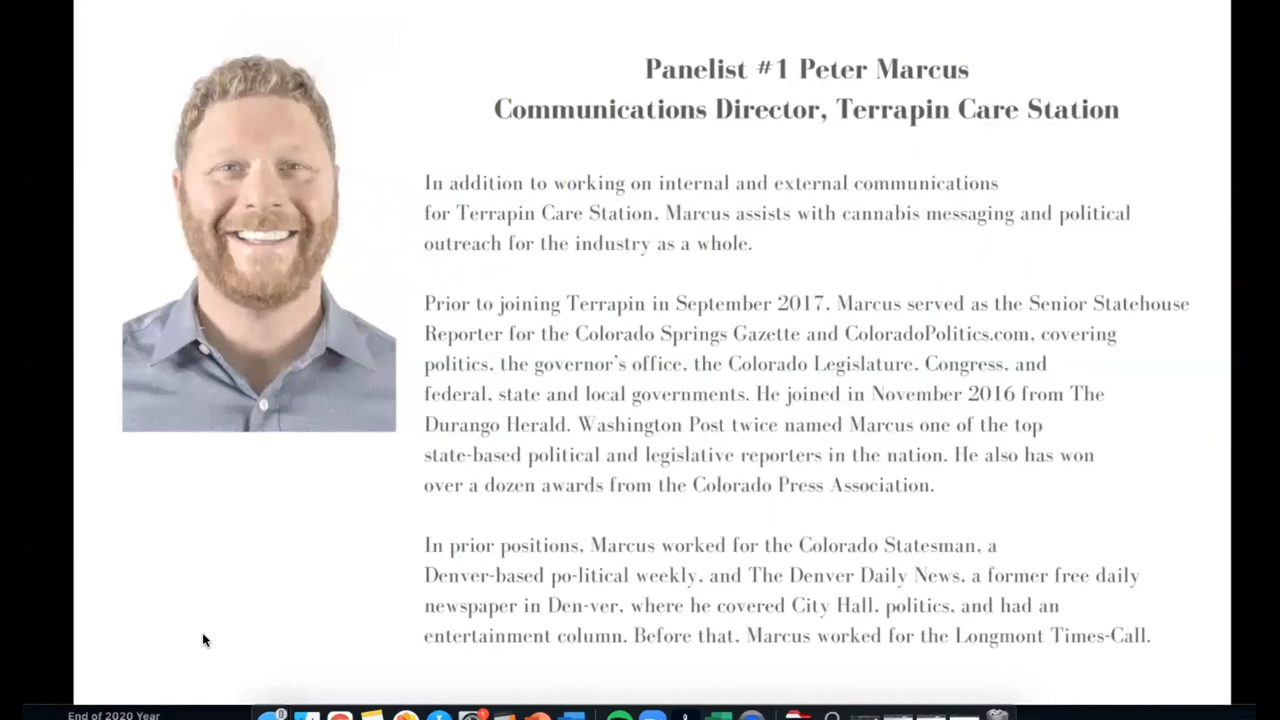 Panelist #1 Peter Marcus
Communications Director, Terrapin Care Station
In addition to working on internal and external communications
for Terrapin Care Station, Marcus assists with cannabis messaging and political
outreach for the industry as a whole.
Prior to joining Terrapin in September 2017, Marcus served as the Senior Statehouse
Reporter for the Colorado Springs Gazette and ColoradoPolitics.com, covering
politics, the governor's office, the Colorado Legislature, Congress, and
federal, state and local governments. He joined in November 2016 from The
Durango Herald. Washington Post twice named Marcus one of the top
state-based political and legislative reporters in the nation. He also has won
over a dozen awards from the Colorado Press Association.
In prior positions, Marcus worked for the Colorado Statesman, a
Denver-based po-litical weekly, and The Denver Daily News, a former free daily
newspaper in Den-ver, where he covered City Hall, politics, and had an
entertainment column. Before that, Marcus worked for the Longmont Times-Call.
End of 2020 Year